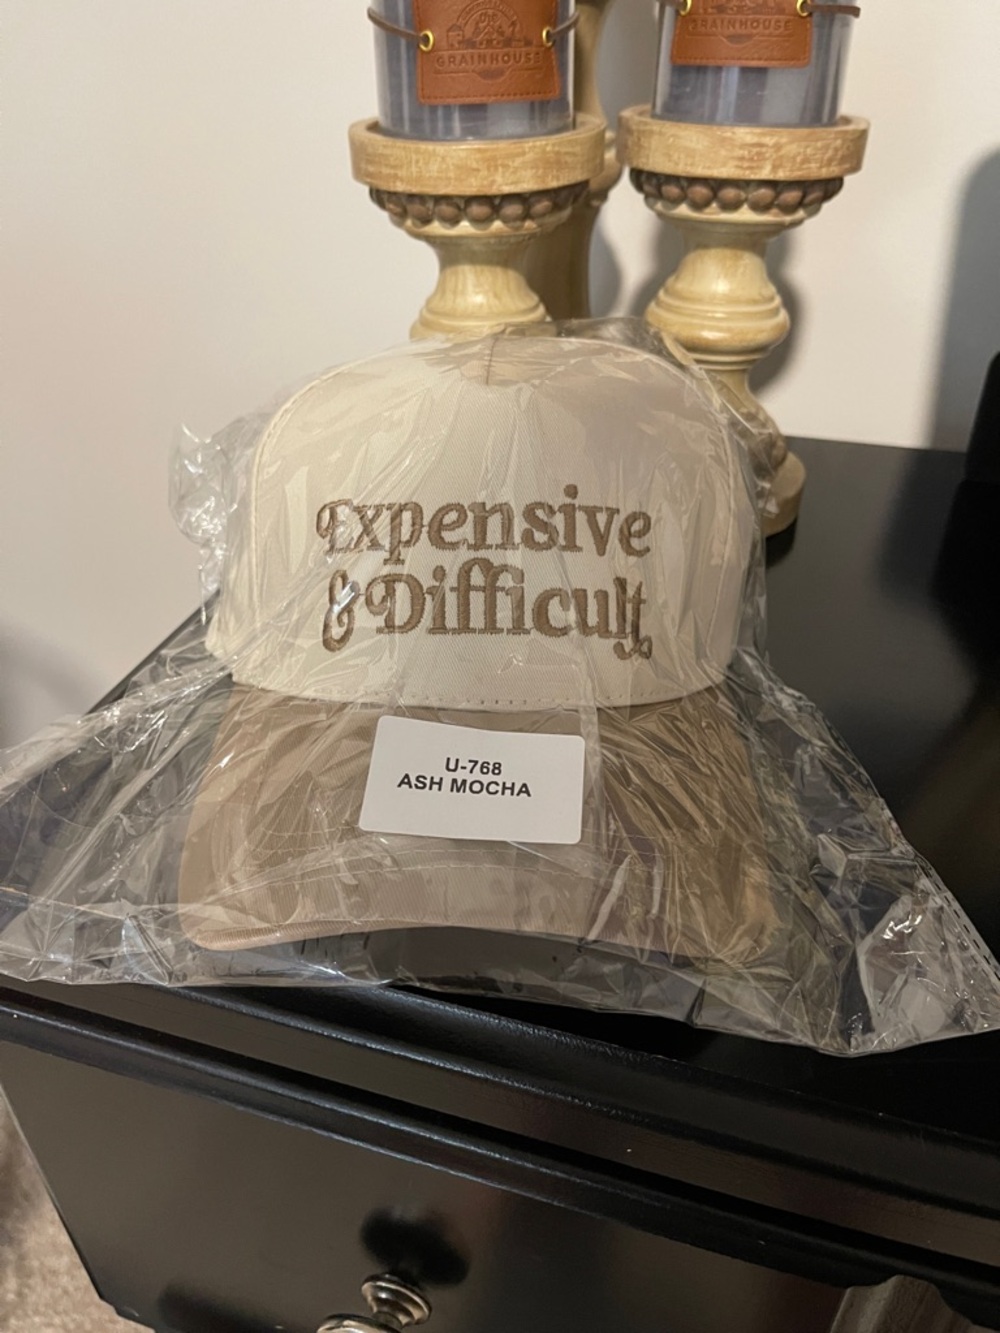 GRAINHOUSE
GRAINHOUSE
Expensive
& Difficult
U-768
ASH MOCHA